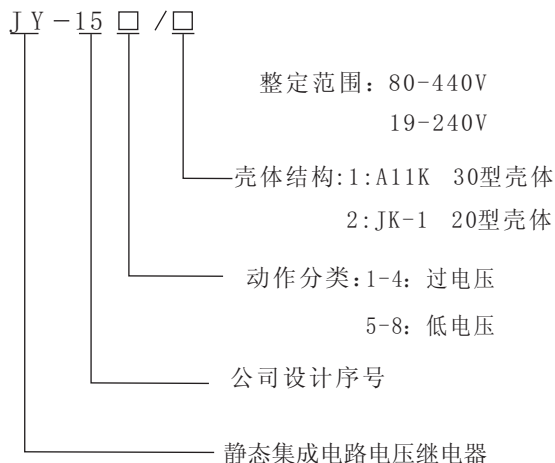 JY-15□/□
整定范围：80-440V
19-240V
壳体结构:1:A11K 30型壳体
2:JK-1 20型壳体
动作分类:1-4：过电压
5-8：低电压
公司设计序号
静态集成电路电压继电器